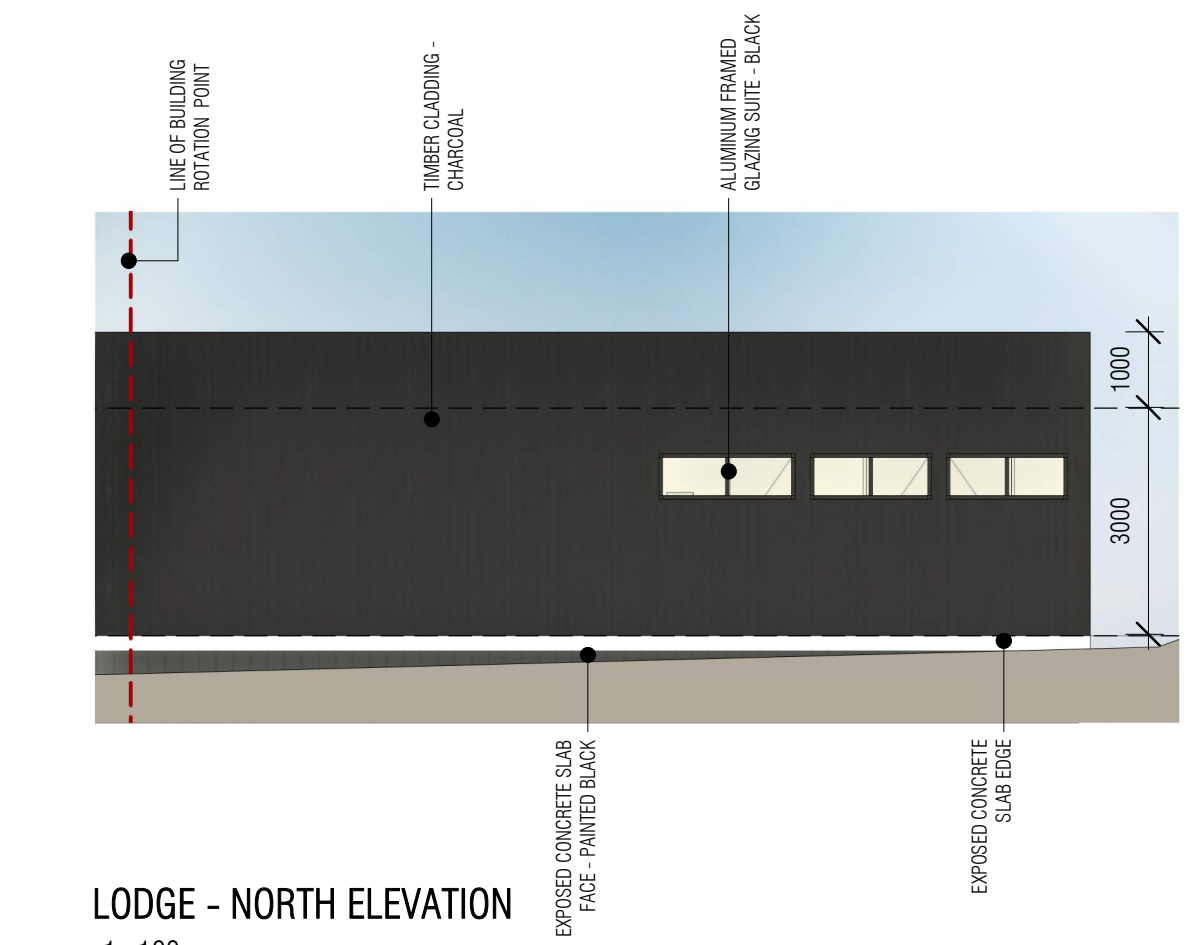 LINE OF BUILDING
ROTATION POINT
TIMBER CLADDING -
CHARCOAL
ALUMINUM FRAMED
GLAZING SUITE - BLACK
1000
3000
EXPOSED CONCRETE SLAB
FACE - PAINTED BLACK
EXPOSED CONCRETE
SLAB EDGE
LODGE - NORTH ELEVATION